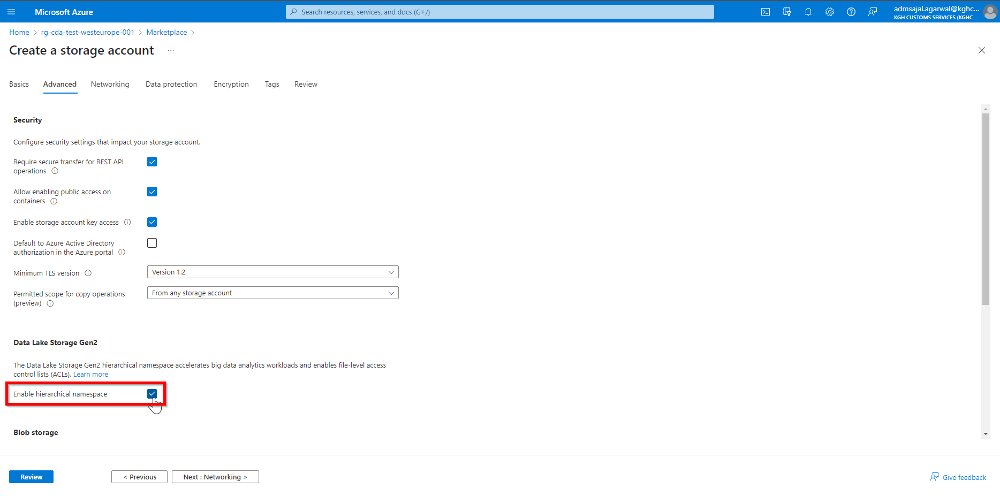 Microsoft Azure
Search resources, services, and docs (G+/)
admsajal.agarwal@kghc...
KGH CUSTOMS SERVICES (KGHC....
Home > rg-cda-test-westeurope-001 > Marketplace >
Create a storage account ...
Basics Advanced Networking Data protection Encryption Tags Review
Security
Configure security settings that impact your storage account.
Require secure transfer for REST API
operations
Allow enabling public access on
containers
Enable storage account key access
Default to Azure Active Directory
authorization in the Azure portal
Minimum TLS version Version 1.2
Permitted scope for copy operations From any storage account
(preview)
Data Lake Storage Gen2
The Data Lake Storage Gen2 hierarchical namespace accelerates big data analytics workloads and enables file-level access
control lists (ACLs). Learn more
Enable hierarchical namespace
Blob storage
Review < Previous Next : Networking > Give feedback